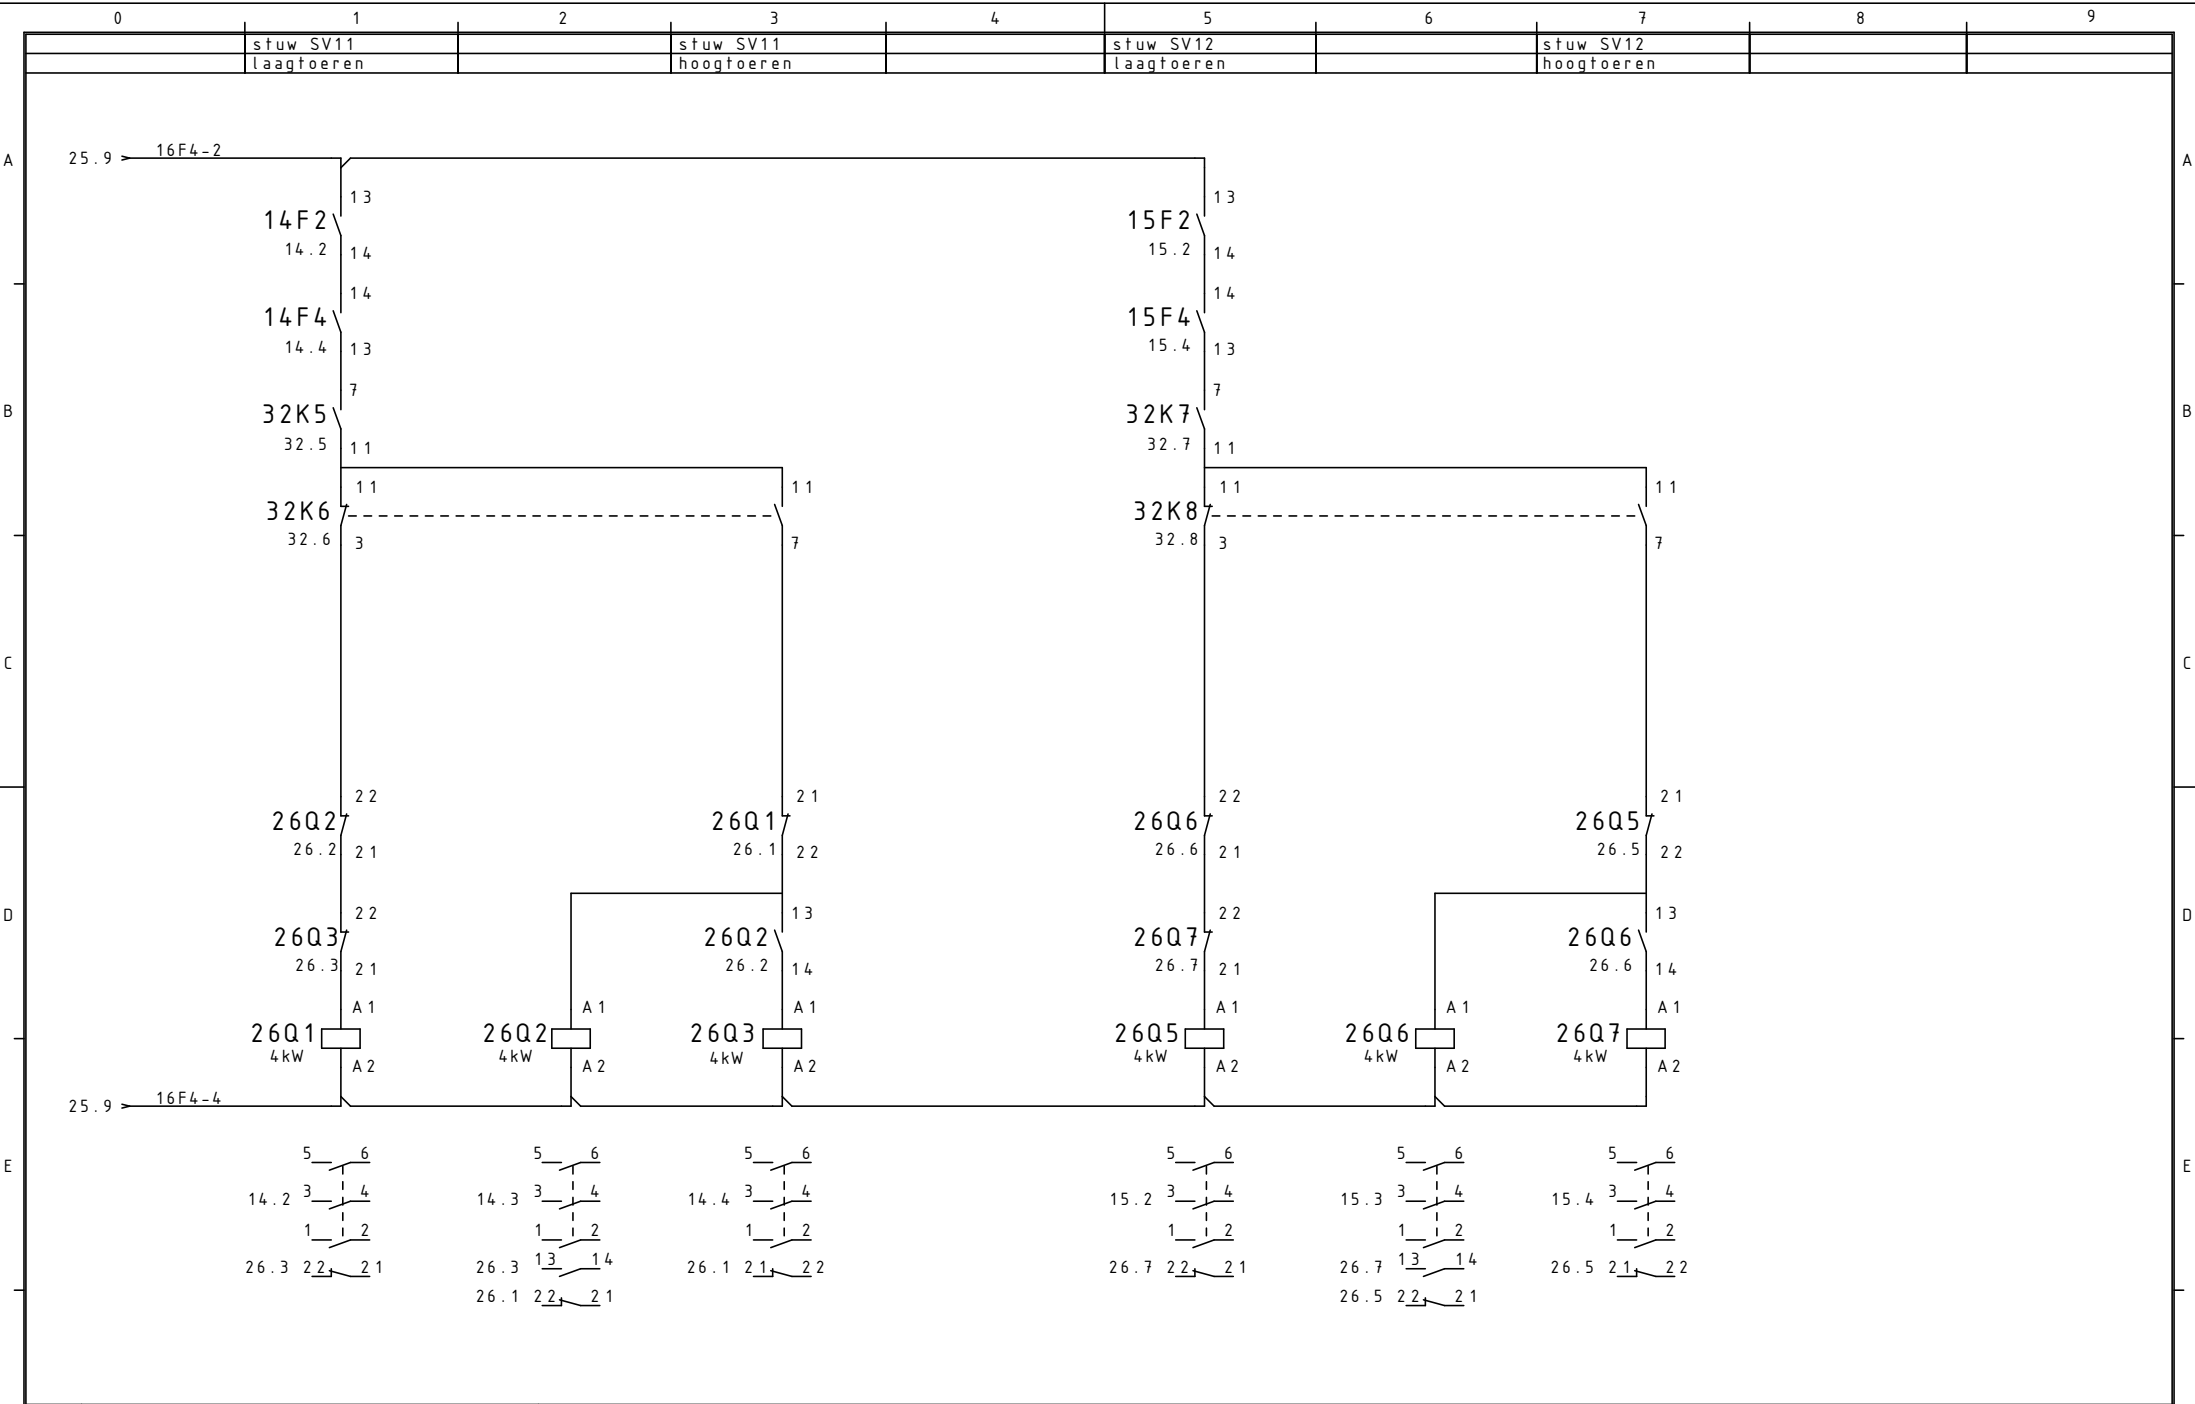 0 1 2 3 4 5 6 7 8 9
stuw SV11 stuw SV11 stuw SV12 stuw SV12
laagtoeren hoogtoeren laagtoeren hoogtoeren
A 25.9 16F4-2 A
13 13
14F2 15F2
14.2 14 15.2 14
14 14
14F4 15F4
14.4 13 15.4 13
7 7
B 32K5 32K7 B
32.5 11 32.7 11
11 11 11 11
32K6 32K8
32.6 3 7 32.8 3 7
C C
22 21 22 21
26Q2 26Q1 26Q6 26Q5
26.2 21 26.1 22 26.6 21 26.5 22
D 22 13 22 13 D
26Q3 26Q2 26Q7 26Q6
26.3 21 26.2 14 26.7 21 26.6 14
A1 A1 A1 A1 A1 A1
26Q1 26Q2 26Q3 26Q5 26Q6 26Q7
4kW 4kW 4kW 4kW 4kW 4kW
A2 A2 A2 A2 A2 A2
25.9 16F4-4
E 5 6 5 6 5 6 5 6 5 6 5 6 E
14.2 3 4 14.3 3 4 14.4 3 4 15.2 3 4 15.3 3 4 15.4 3 4
1 2 1 2 1 2 1 2 1 2 1 2
26.3 22 21 26.3 13 14 26.1 21 22 26.7 22 21 26.7 13 14 26.5 21 22
26.1 22 21 26.5 22 21